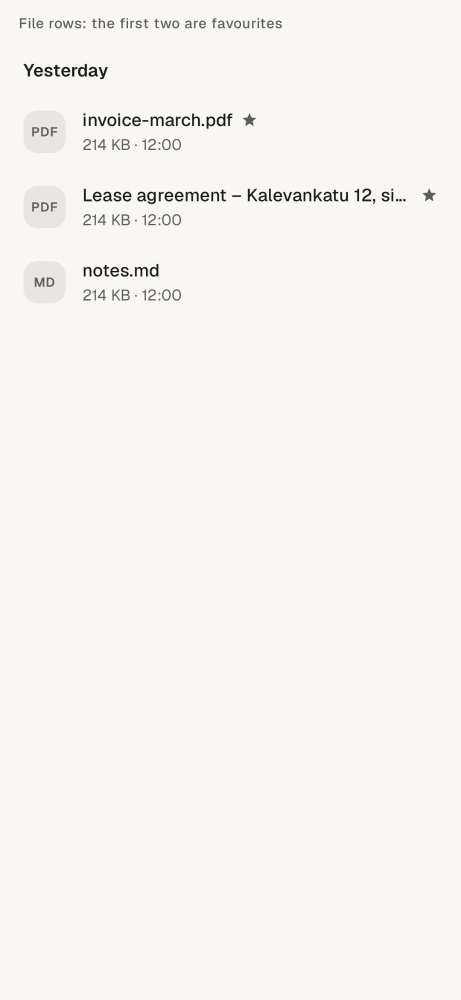 File rows: the first two are favourites
Yesterday
PDF
invoice-march.pdf
214 KB · 12:00
PDF
Lease agreement – Kalevankatu 12, si…
214 KB · 12:00
MD
notes.md
214 KB · 12:00